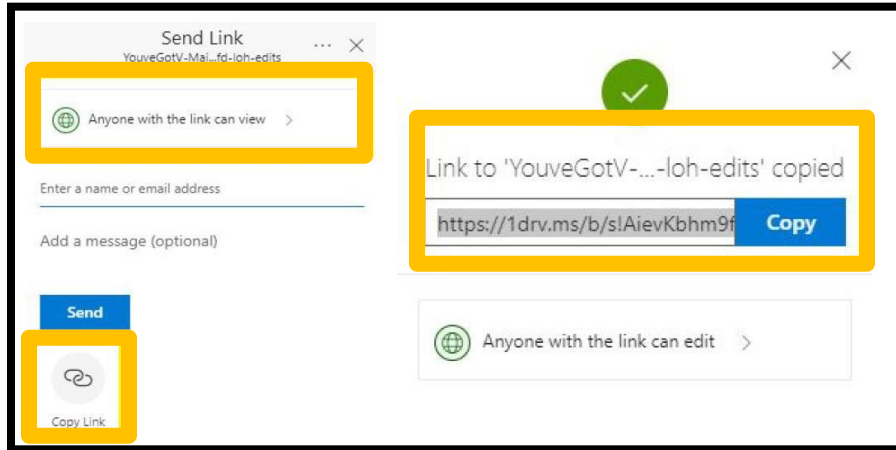 Send Link
YouveGotV-Mai...fd-loh-edits
Anyone with the link can view
Enter a name or email address
Add a message (optional)
Send
Copy Link
Link to 'YouveGotV-...-loh-edits' copied
https://1drv.ms/b/s!AievKbhm9f
Copy
Anyone with the link can edit